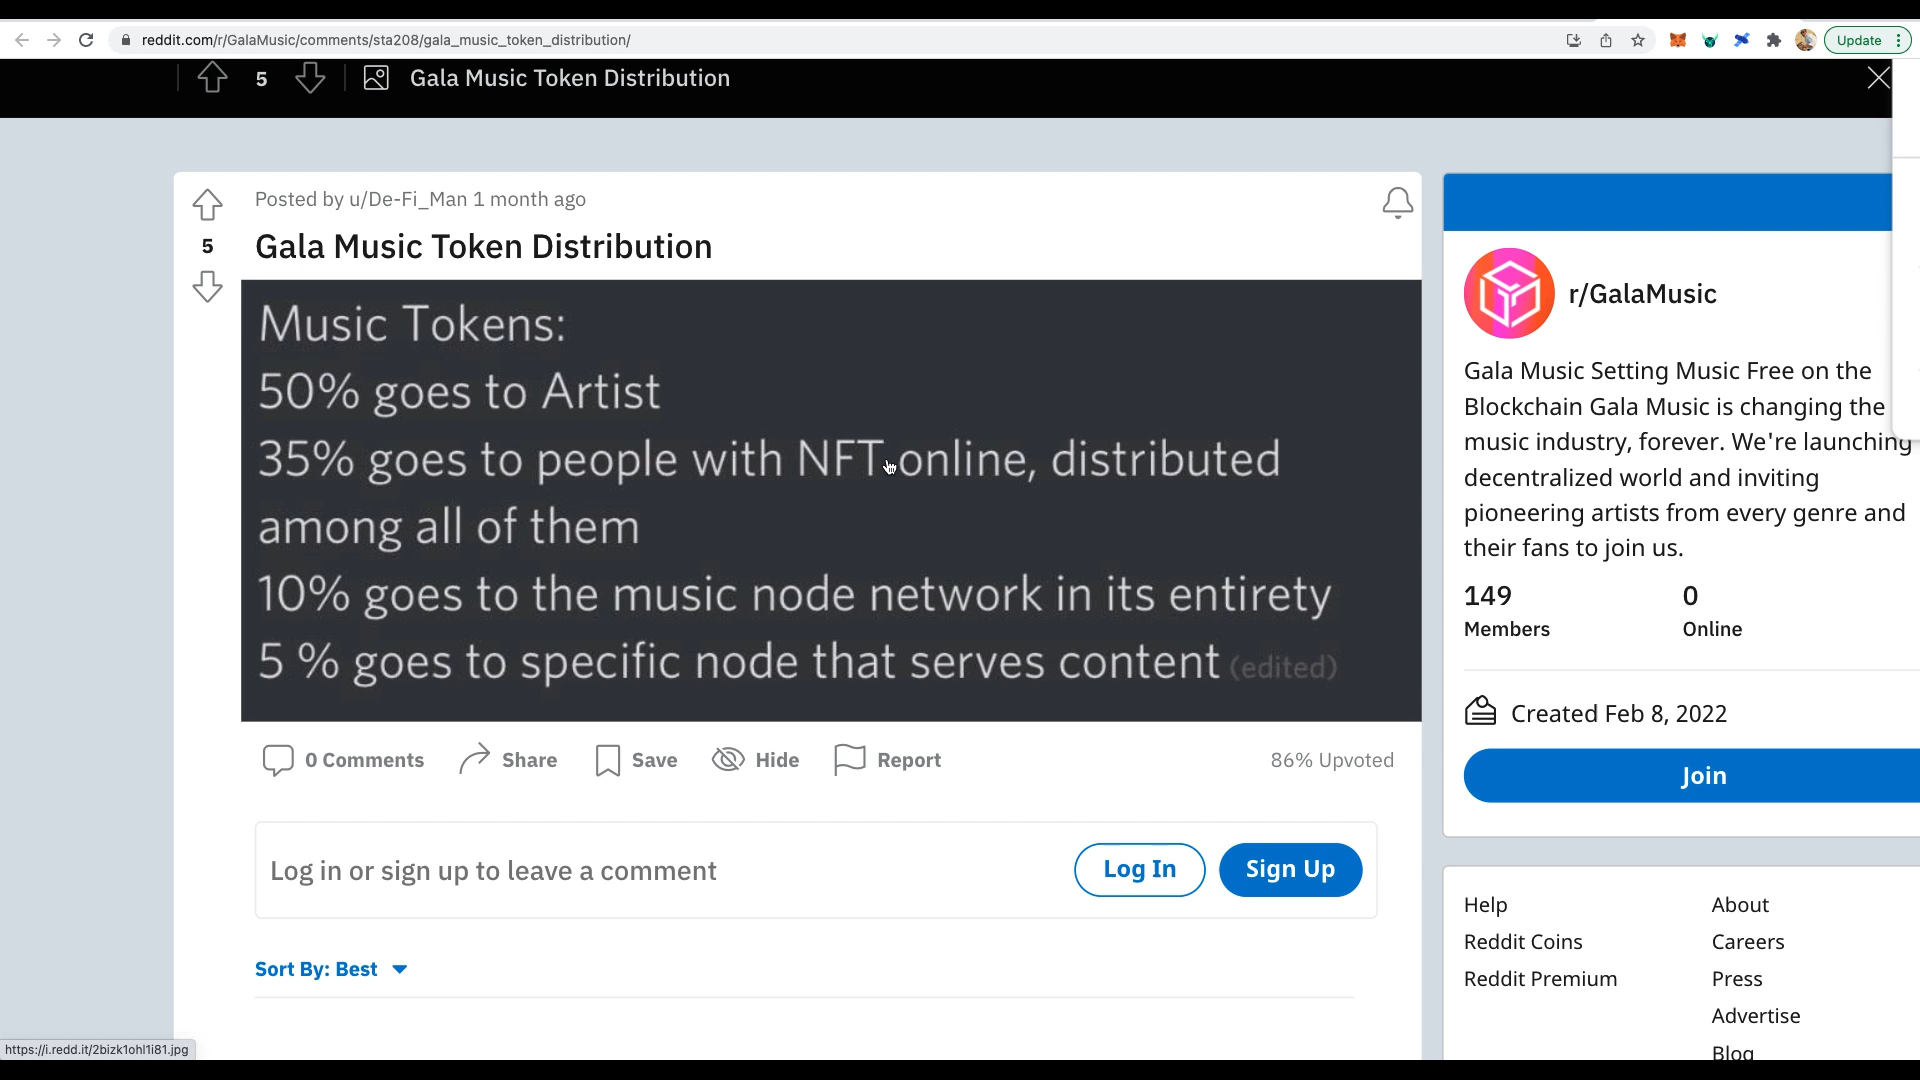 reddit.com/r/GalaMusic/comments/sta208/gala_music_token_distribution/
Update
5
Gala Music Token Distribution
Posted by u/De-Fi_Man 1 month ago
5
Gala Music Token Distribution
Music Tokens:
50% goes to Artist
35% goes to people with NFT online, distributed
among all of them
10% goes to the music node network in its entirety
5 % goes to specific node that serves content (edited)
0 Comments
Share
Save
Hide
Report
86% Upvoted
Log in or sign up to leave a comment
Log In
Sign Up
Sort By: Best
r/GalaMusic
Gala Music Setting Music Free on the
Blockchain Gala Music is changing the
music industry, forever. We're launching
decentralized world and inviting
pioneering artists from every genre and
their fans to join us.
149
Members
0
Online
Created Feb 8, 2022
Join
Help
Reddit Coins
Reddit Premium
About
Careers
Press
Advertise
Blog
https://i.redd.it/2bizk1ohl1i81.jpg